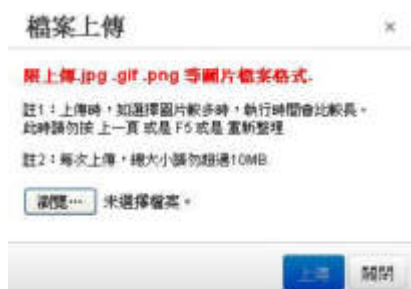 檔案上傳
×
限上傳.jpg .gif .png 等圖片檔案格式.
註1：上傳時，如選擇圖片較多時，執行時間會比較長。
此時請勿按 上一頁 或是 F5 或是 重新整理
註2：每次上傳，總大小請勿超過10MB
瀏覽… 未選擇檔案。
上傳 關閉